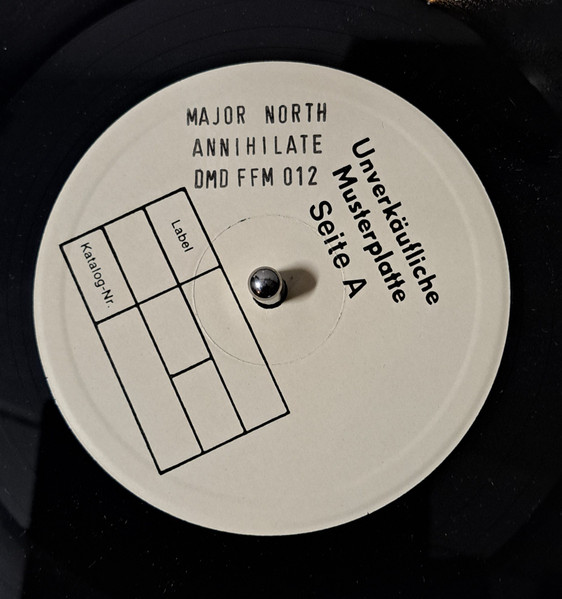 MAJOR NORTH
ANNIHILATE
DMD FFM 012
Unverkäufliche
Musterplatte
Seite A
Label
Katalog-Nr.